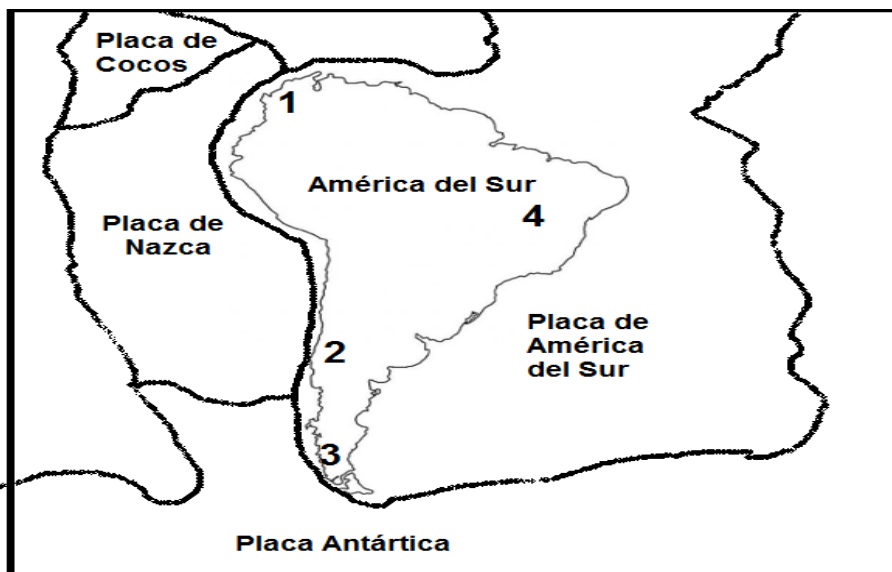 Placa de
Cocos
1
América del Sur
4
Placa de
Nazca
Placa de
América
del Sur
2
3
Placa Antártica